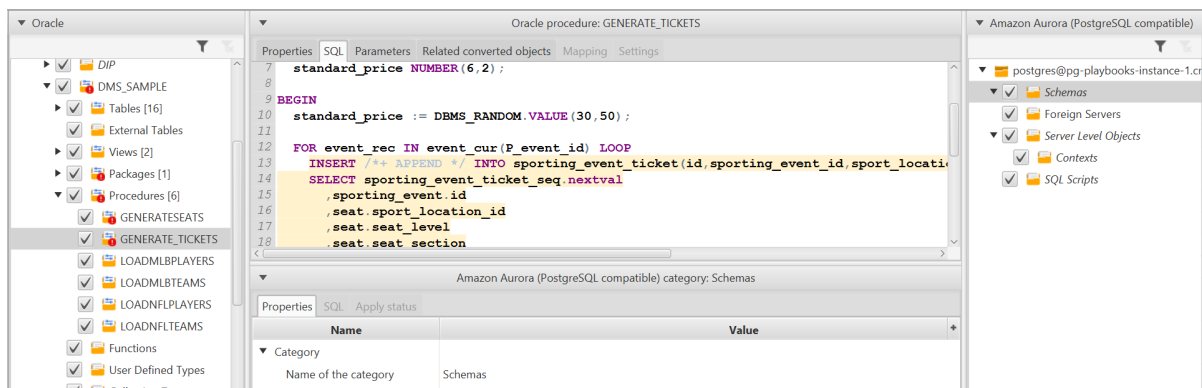 Oracle
DIP
DMS_SAMPLE
Tables [16]
External Tables
Views [2]
Packages [1]
Procedures [6]
GENERATESEATS
GENERATE_TICKETS
LOADMLBPLAYERS
LOADMLBTEAMS
LOADNFLPLAYERS
LOADNFLTEAMS
Functions
User Defined Types
Oracle procedure: GENERATE_TICKETS
Properties SQL Parameters Related converted objects Mapping Settings
7 standard_price NUMBER(6,2);
8
9 BEGIN
10 standard_price := DBMS_RANDOM.VALUE(30,50);
11
12 FOR event_rec IN event_cur(P_event_id) LOOP
13 INSERT /*+ APPEND */ INTO sporting_event_ticket(id,sporting_event_id,sport_locatio
14 SELECT sporting_event_ticket_seq.nextval
15 ,sporting_event.id
16 ,seat.sport_location_id
17 ,seat.seat_level
18 ,seat.seat_section
Amazon Aurora (PostgreSQL compatible) category: Schemas
Properties SQL Apply status
Name Value
Category
Name of the category Schemas
Amazon Aurora (PostgreSQL compatible)
postgres@pg-playbooks-instance-1.cr
Schemas
Foreign Servers
Server Level Objects
Contexts
SQL Scripts